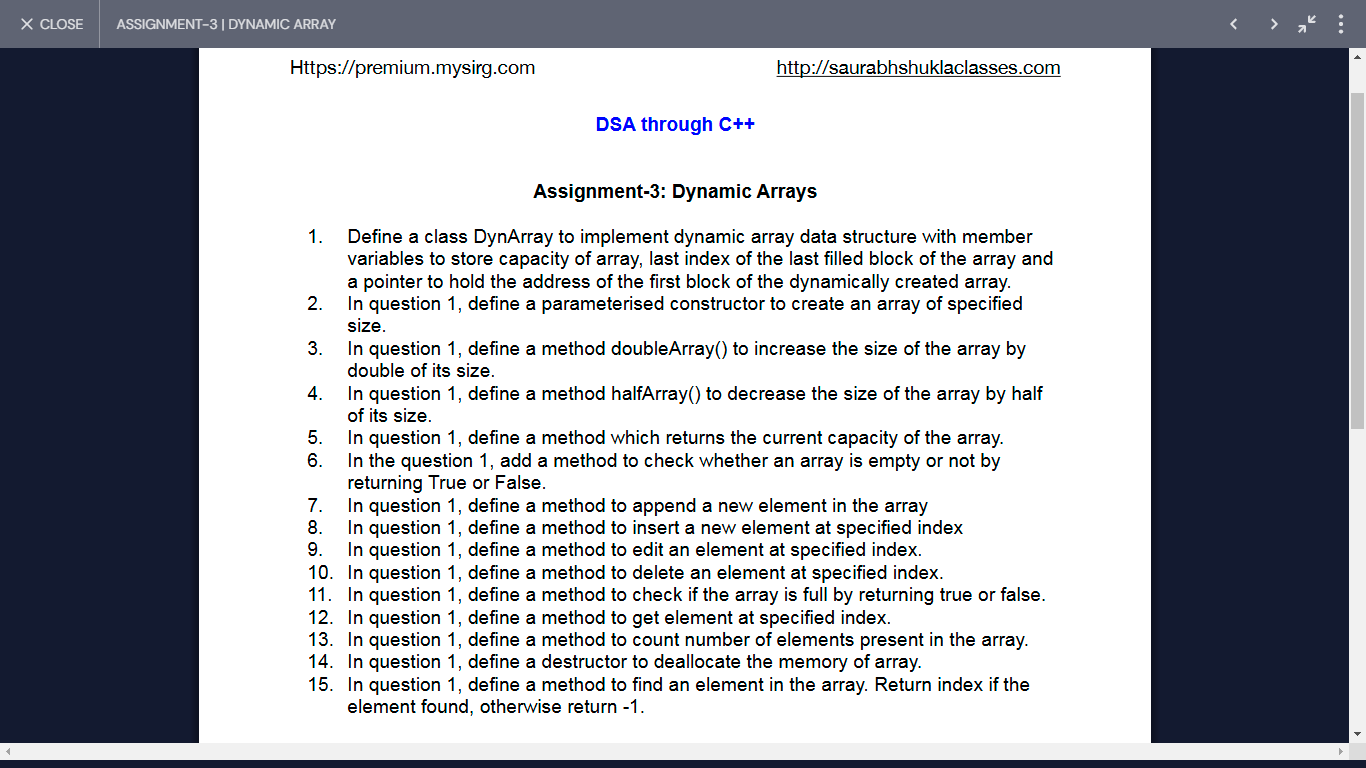 CLOSE
ASSIGNMENT-3 | DYNAMIC ARRAY
Https://premium.mysirg.com
http://saurabhshuklaclasses.com
DSA through C++
Assignment-3: Dynamic Arrays
1. Define a class DynArray to implement dynamic array data structure with member
variables to store capacity of array, last index of the last filled block of the array and
a pointer to hold the address of the first block of the dynamically created array.
2. In question 1, define a parameterised constructor to create an array of specified
size.
3. In question 1, define a method doubleArray() to increase the size of the array by
double of its size.
4. In question 1, define a method halfArray() to decrease the size of the array by half
of its size.
5. In question 1, define a method which returns the current capacity of the array.
6. In the question 1, add a method to check whether an array is empty or not by
returning True or False.
7. In question 1, define a method to append a new element in the array
8. In question 1, define a method to insert a new element at specified index
9. In question 1, define a method to edit an element at specified index.
10. In question 1, define a method to delete an element at specified index.
11. In question 1, define a method to check if the array is full by returning true or false.
12. In question 1, define a method to get element at specified index.
13. In question 1, define a method to count number of elements present in the array.
14. In question 1, define a destructor to deallocate the memory of array.
15. In question 1, define a method to find an element in the array. Return index if the
element found, otherwise return -1.